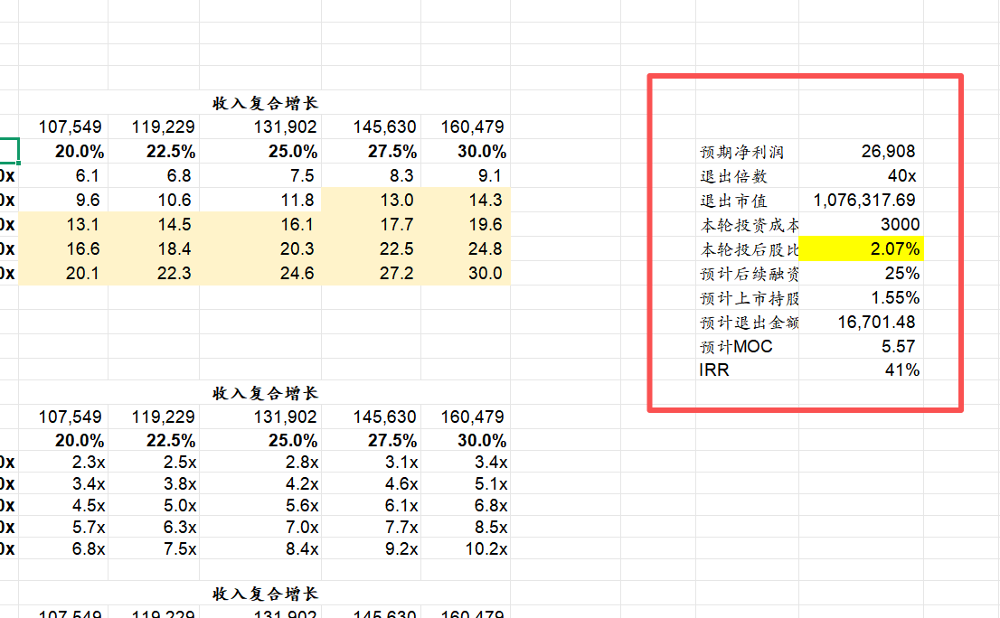 收入复合增长
107,549 119,229 131,902 145,630 160,479
20.0% 22.5% 25.0% 27.5% 30.0% 预期净利润 26,908
0x 6.1 6.8 7.5 8.3 9.1 退出倍数 40x
0x 9.6 10.6 11.8 13.0 14.3 退出市值 1,076,317.69
0x 13.1 14.5 16.1 17.7 19.6 本轮投资成本 3000
0x 16.6 18.4 20.3 22.5 24.8 本轮投后股比 2.07%
0x 20.1 22.3 24.6 27.2 30.0 预计后续融资 25%
预计上市持股 1.55%
预计退出金额 16,701.48
预计MOC 5.57
IRR 41%
收入复合增长
107,549 119,229 131,902 145,630 160,479
20.0% 22.5% 25.0% 27.5% 30.0%
0x 2.3x 2.5x 2.8x 3.1x 3.4x
0x 3.4x 3.8x 4.2x 4.6x 5.1x
0x 4.5x 5.0x 5.6x 6.1x 6.8x
0x 5.7x 6.3x 7.0x 7.7x 8.5x
0x 6.8x 7.5x 8.4x 9.2x 10.2x
收入复合增长
107,549 119,229 131,902 145,630 160,479